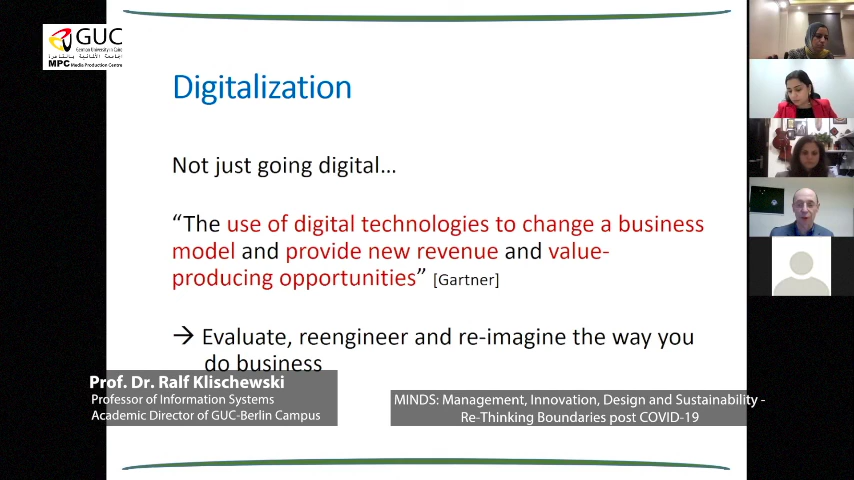 GUC
German University in Cairo
الجامعة الألمانية بالقاهرة
MPC Media Production Centre
Digitalization
Not just going digital...
“The use of digital technologies to change a business
model and provide new revenue and value-
producing opportunities” [Gartner]
→ Evaluate, reengineer and re-imagine the way you
do business
Prof. Dr. Ralf Klischewski
Professor of Information Systems
Academic Director of GUC-Berlin Campus
MINDS: Management, Innovation, Design and Sustainability -
Re-Thinking Boundaries post COVID-19